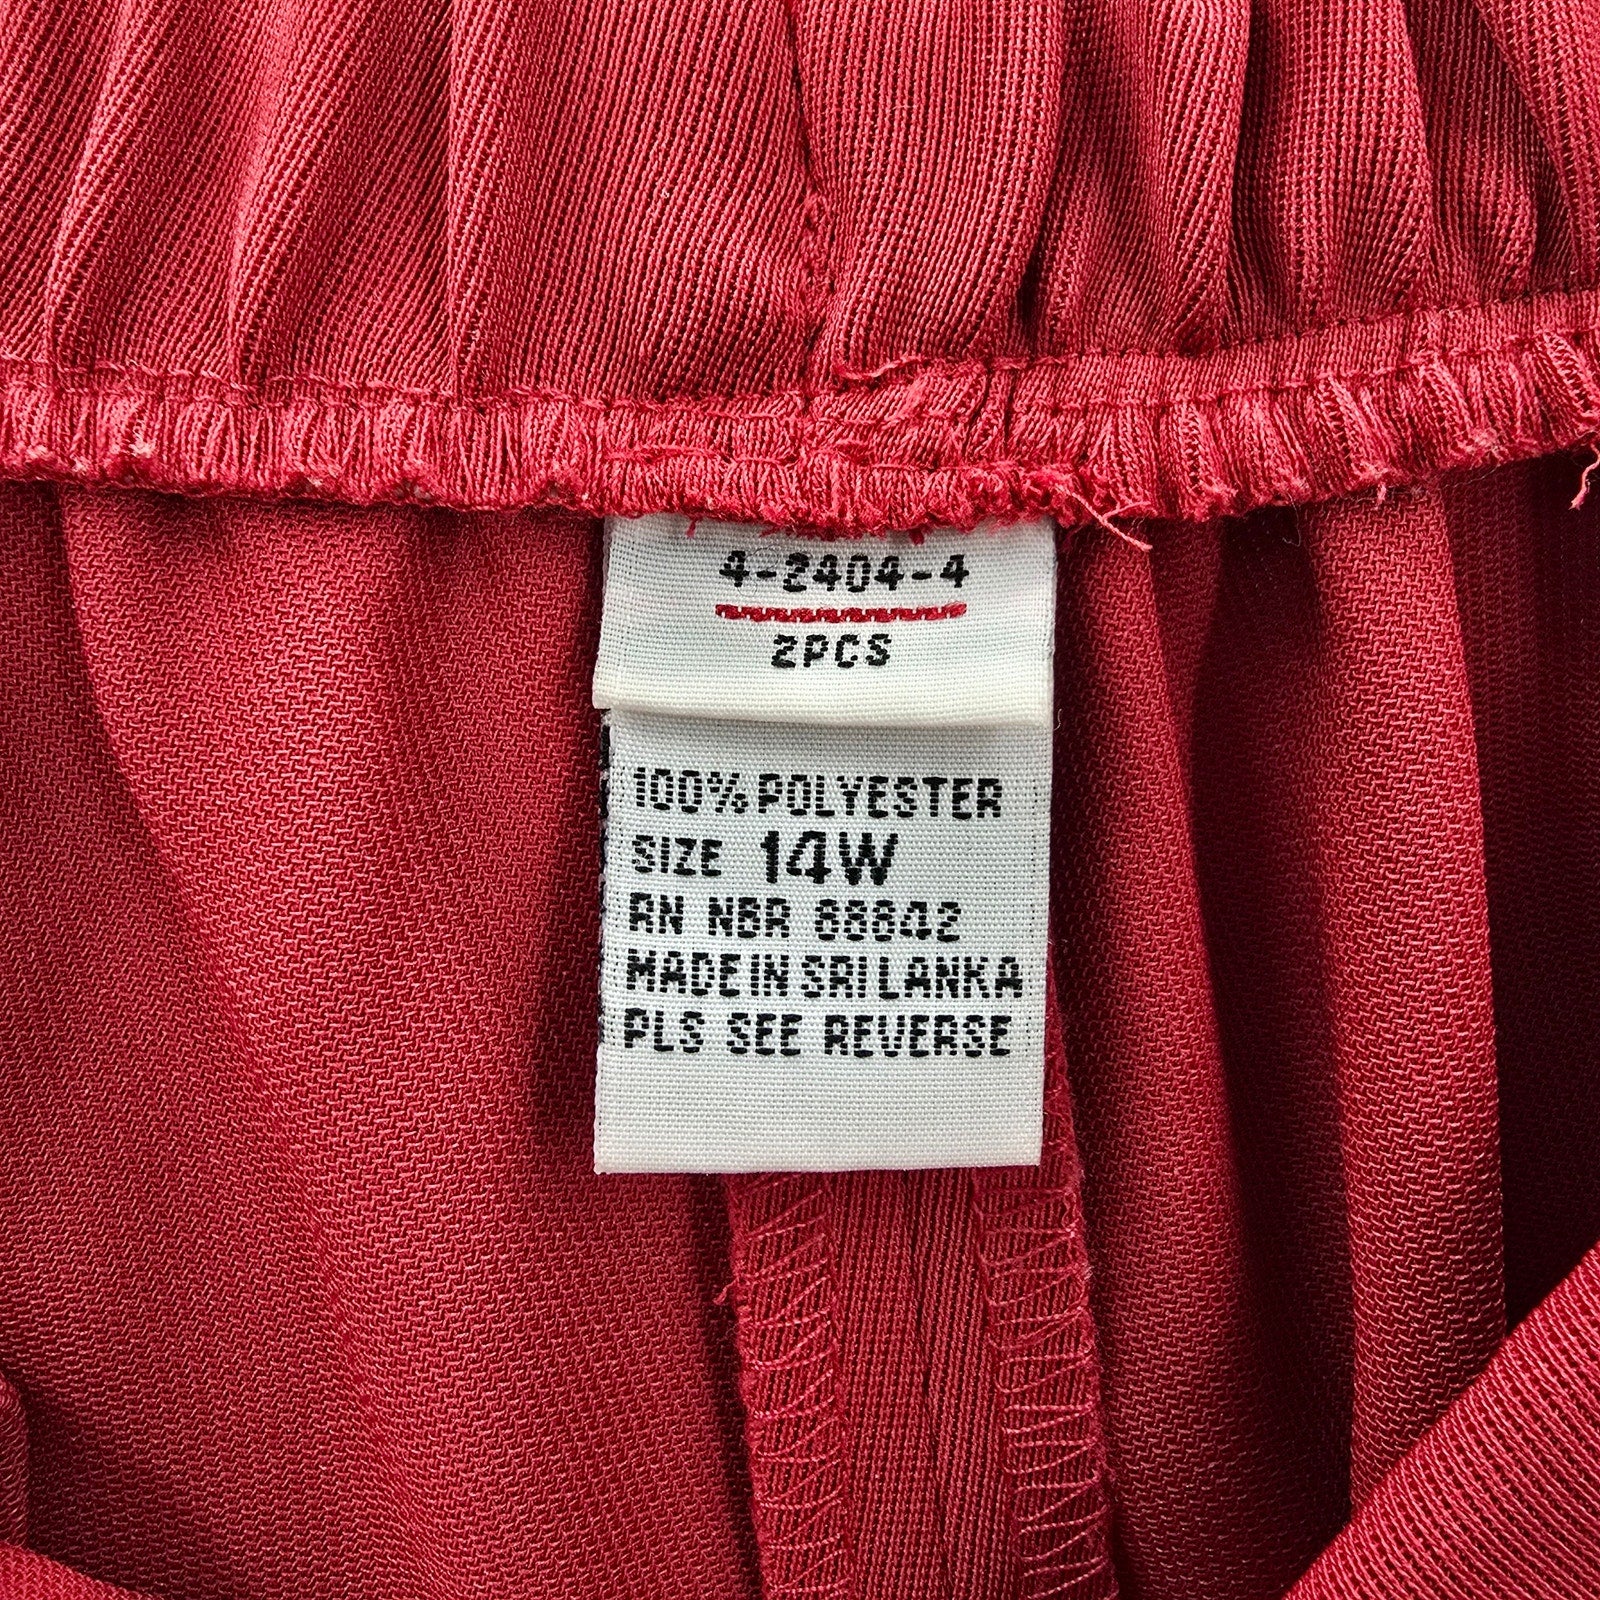 4-2404-4
2PCS
100% POLYESTER
SIZE 14W
RN NBR 88842
MADE IN SRI LANKA
PLS SEE REVERSE